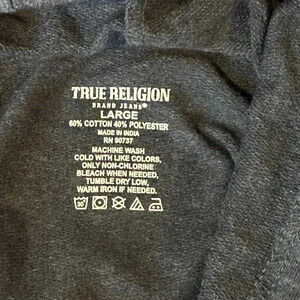 TRUE RELIGION
BRAND JEANS®
LARGE
60% COTTON 40% POLYESTER
MADE IN INDIA
RN 90737
MACHINE WASH
COLD WITH LIKE COLORS,
ONLY NON-CHLORINE
BLEACH WHEN NEEDED,
TUMBLE DRY LOW,
WARM IRON IF NEEDED.